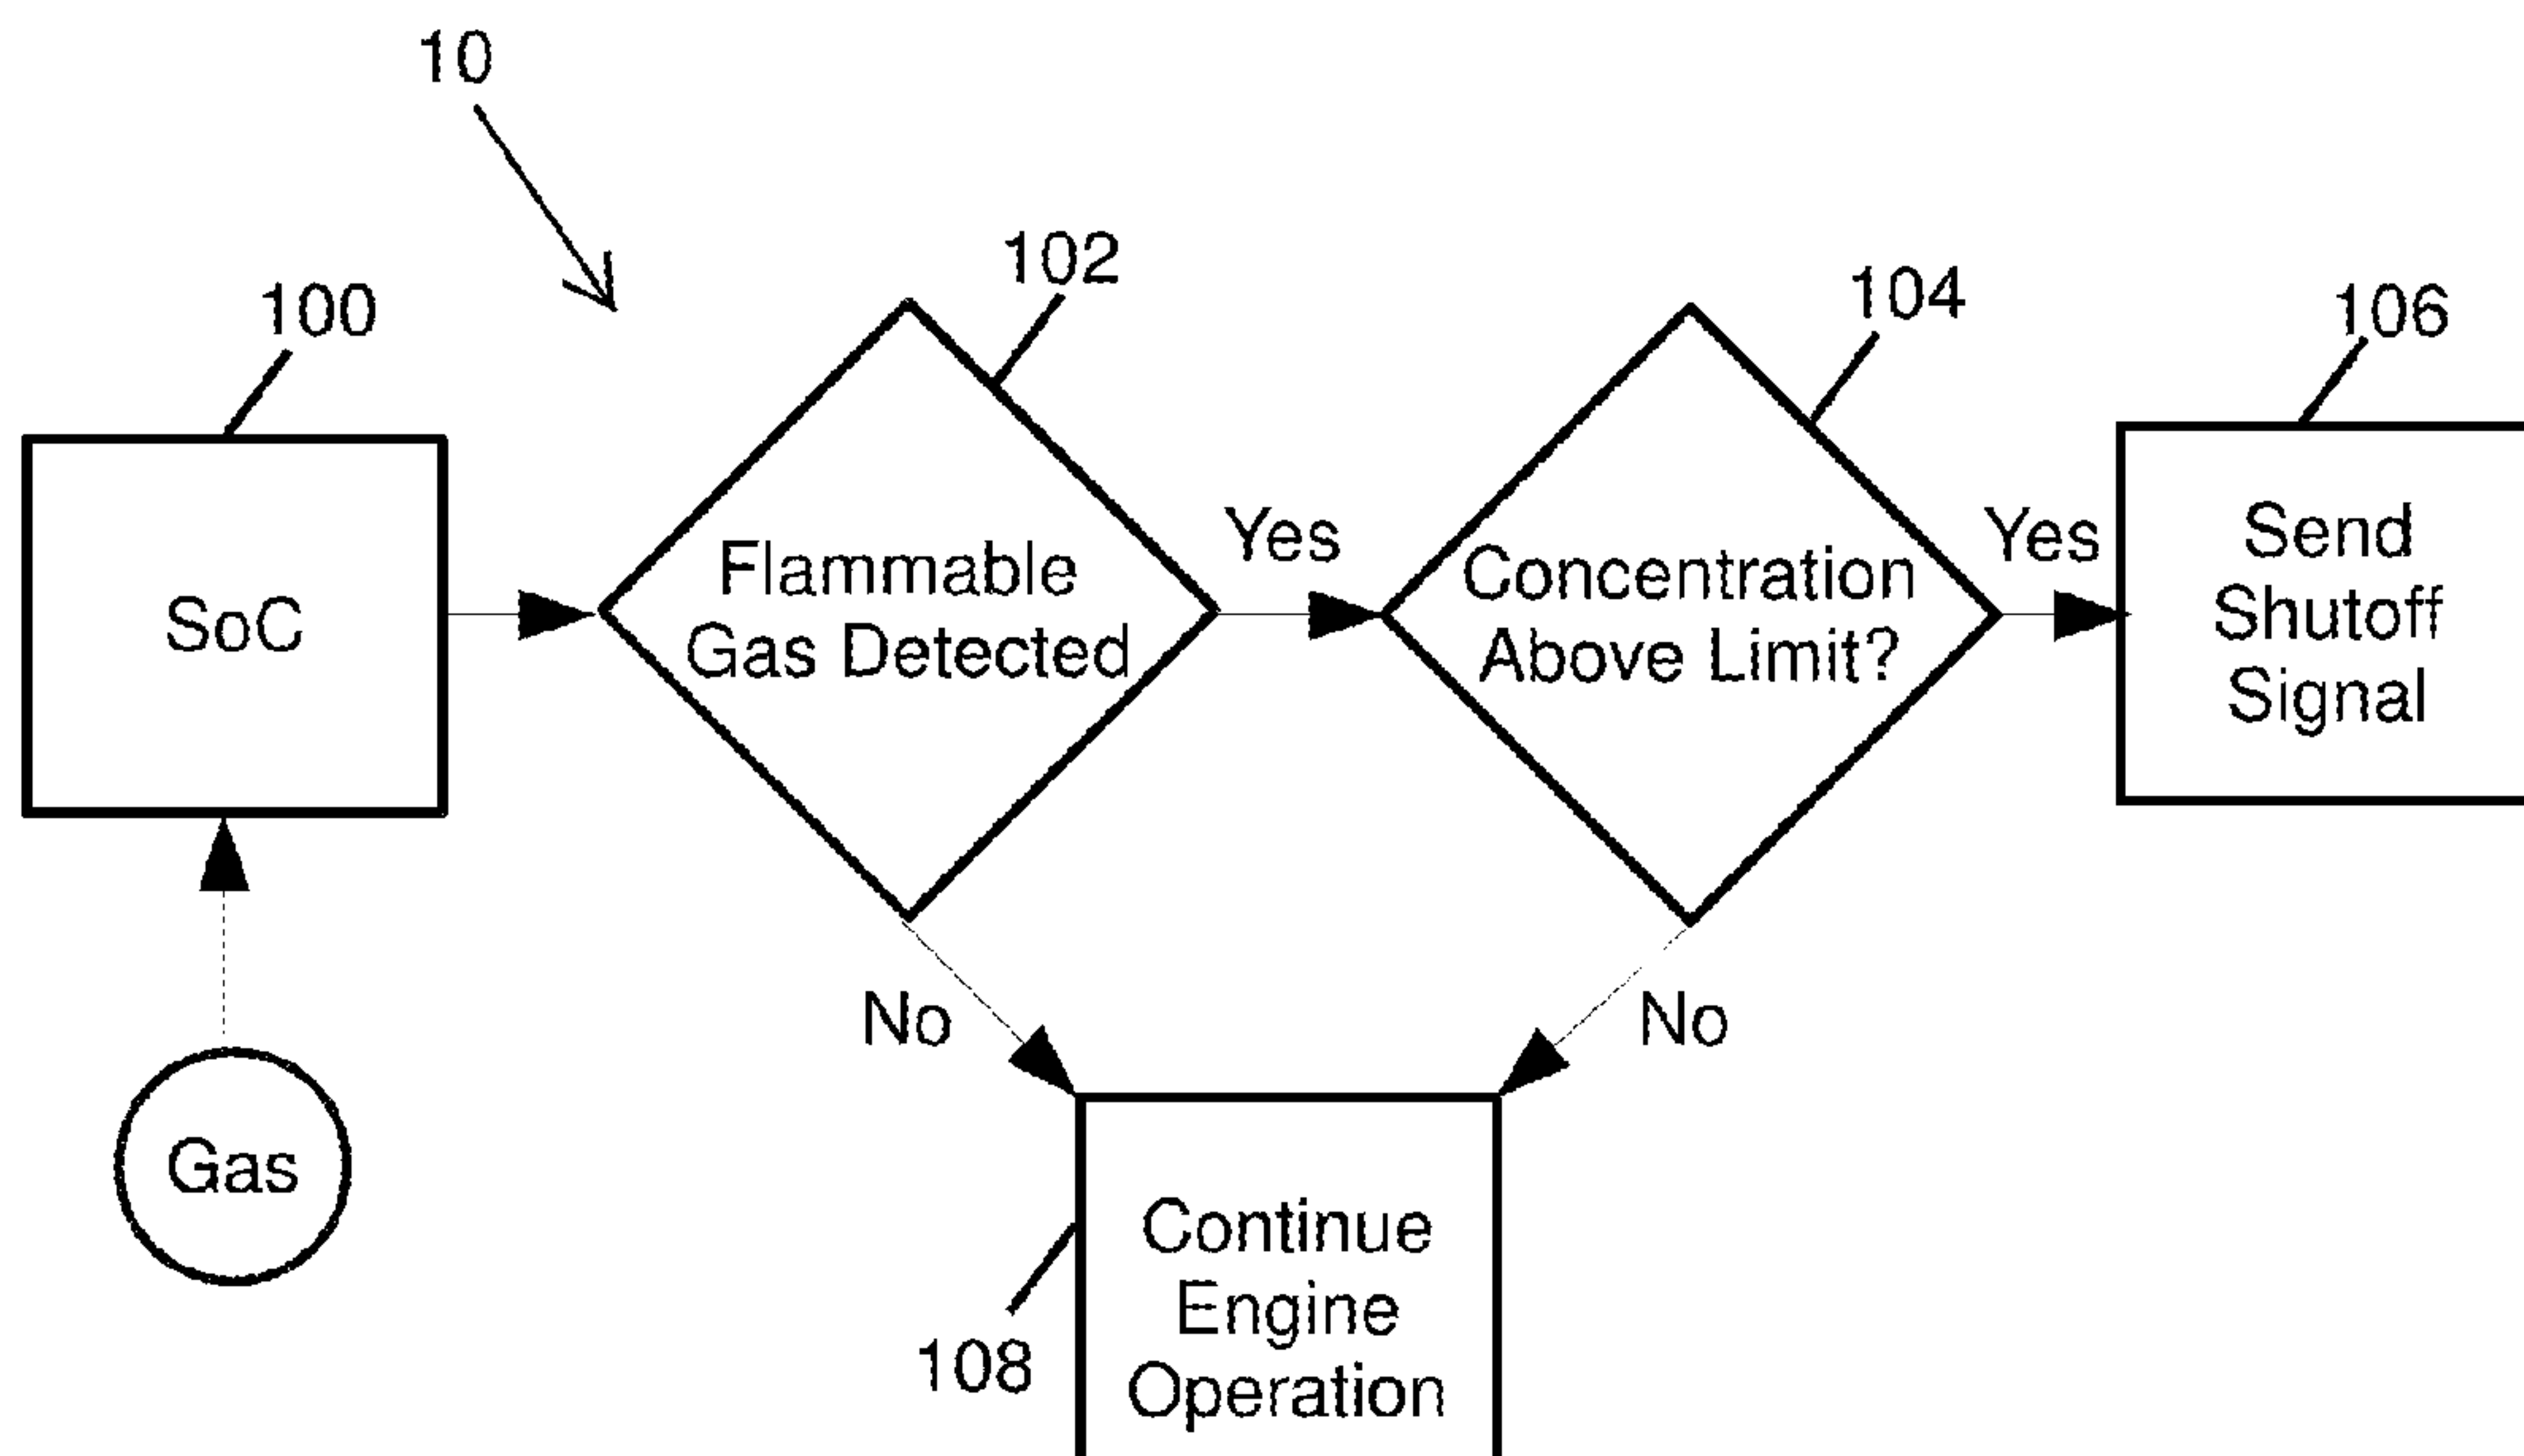 10
102
104
100
106
Yes
Yes
Flammable
Gas Detected
Concentration
Above Limit?
Send
Shutoff
Signal
SoC
No
No
Gas
Continue
Engine
Operation
108